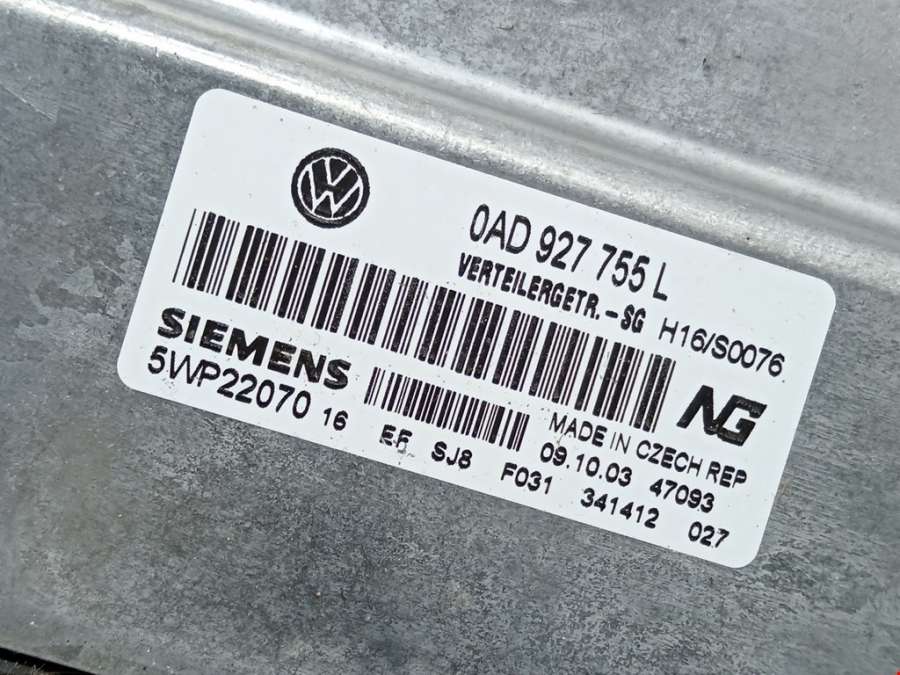 0AD 927 755 L
VERTEILERGETR.-SG H16/S0076
SIEMENS
5WP22070 16
NG
MADE IN CZECH REP
09.10.03 47093
SJ8 F031 341412 027